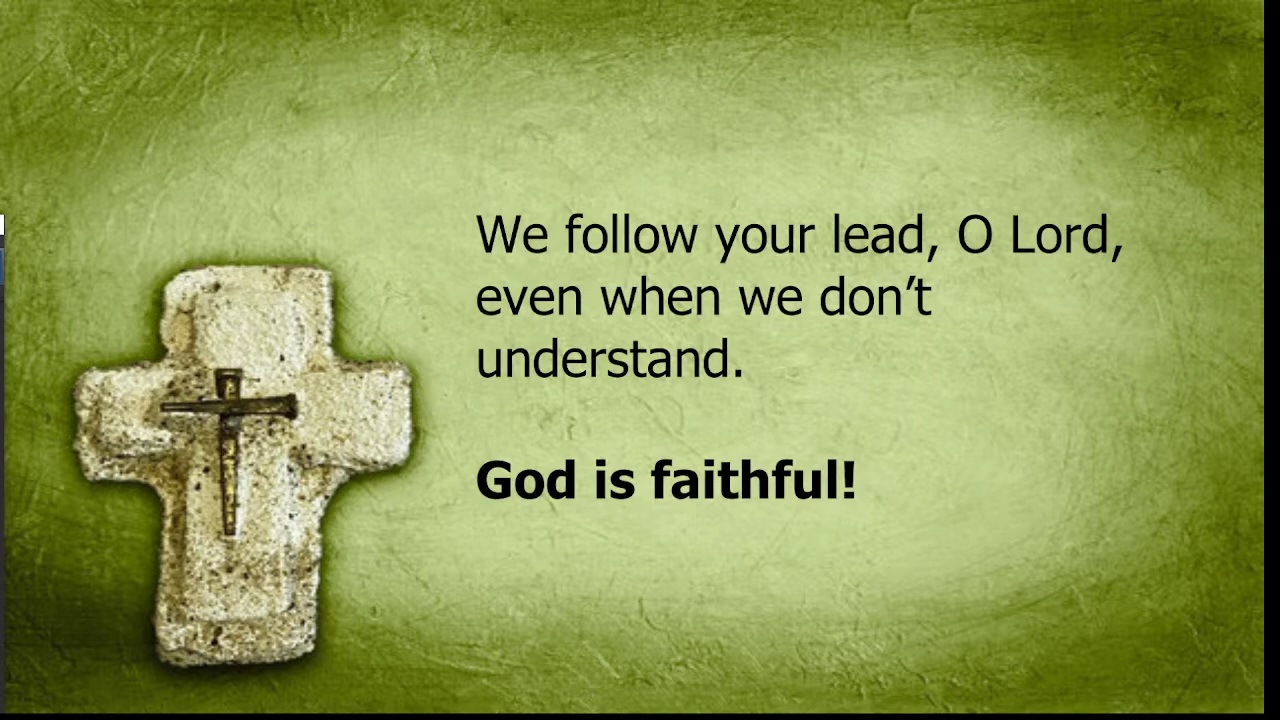 We follow your lead, O Lord,
even when we don’t
understand.
God is faithful!